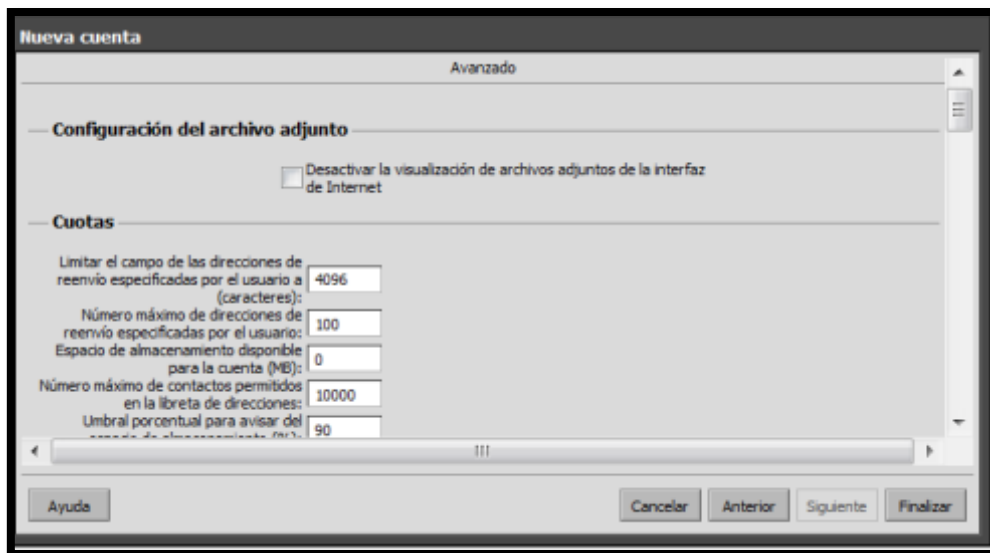 Nueva cuenta
Avanzado
Configuración del archivo adjunto
Desactivar la visualización de archivos adjuntos de la interfaz
de Internet
Cuotas
Limitar el campo de las direcciones de
reenvío especificadas por el usuario a
(caracteres):
4096
Número máximo de direcciones de
reenvío especificadas por el usuario:
100
Espacio de almacenamiento disponible
para la cuenta (MB):
0
Número máximo de contactos permitidos
en la libreta de direcciones:
10000
Umbral porcentual para avisar del
espacio de almacenamiento (%):
90
Ayuda
Cancelar
Anterior
Siguiente
Finalizar